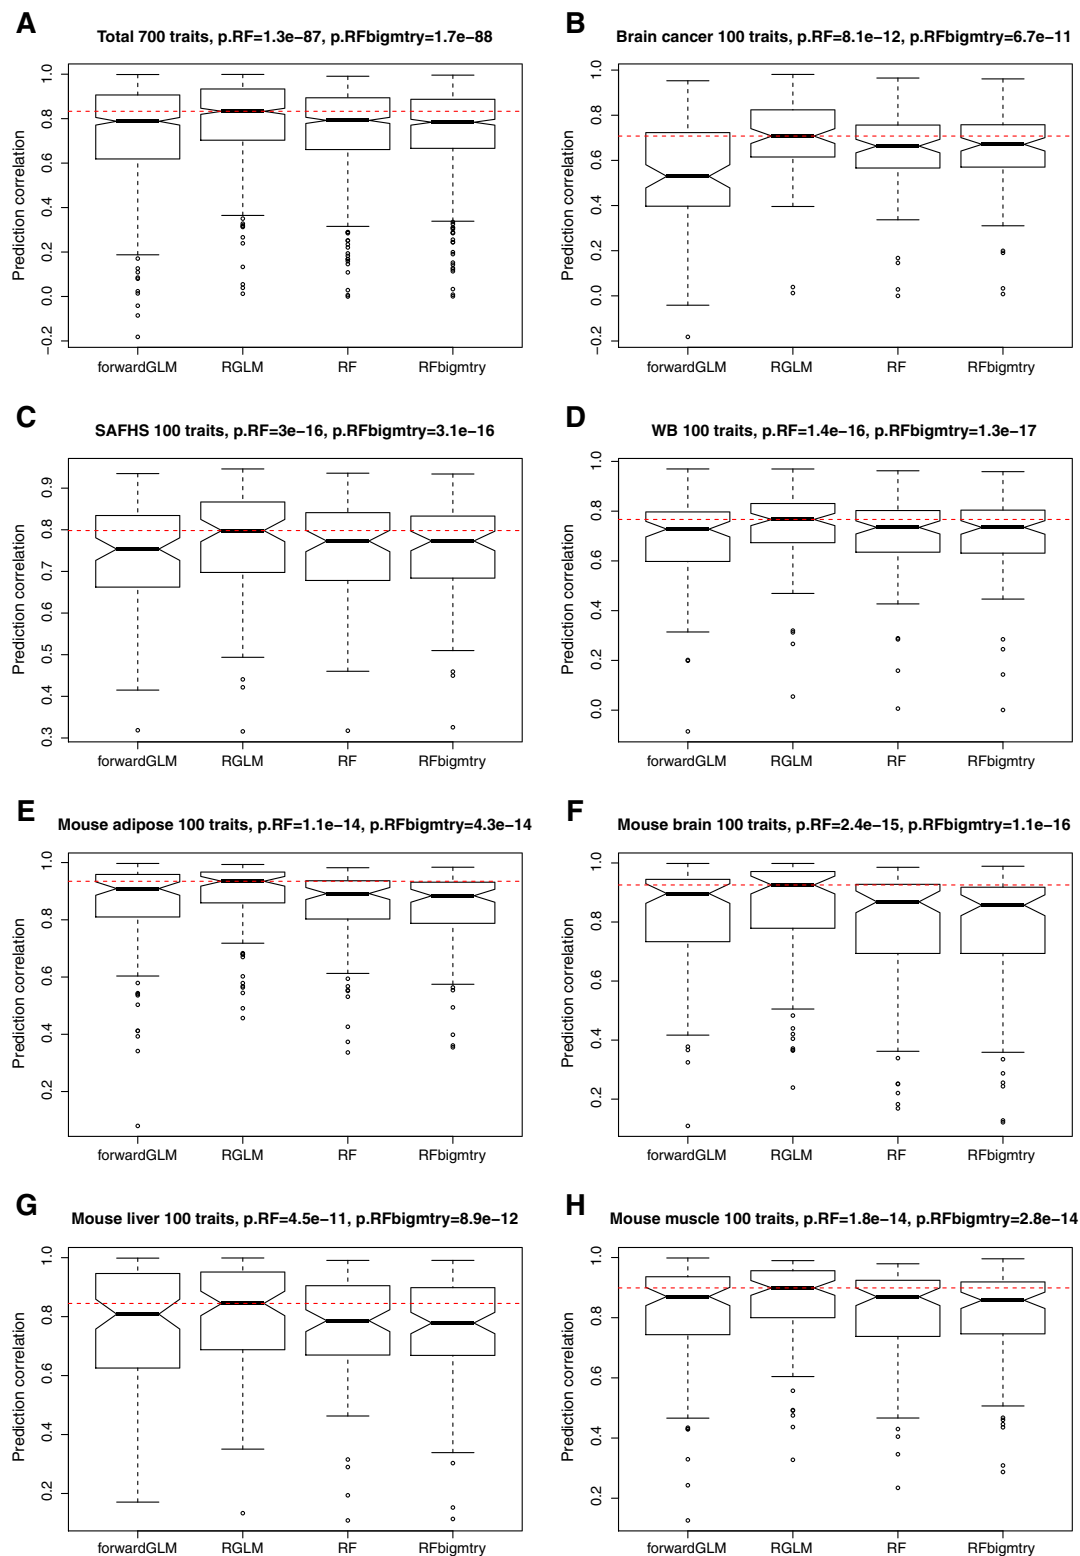 A
Total 700 traits, p.RF=1.3e−87, p.RFbigmtry=1.7e−88
Prediction correlation
1.0
0.8
0.6
0.4
0.2
0.0
−0.2
forwardGLM RGLM RF RFbigmtry
B
Brain cancer 100 traits, p.RF=8.1e−12, p.RFbigmtry=6.7e−11
Prediction correlation
1.0
0.8
0.6
0.4
0.2
0.0
−0.2
forwardGLM RGLM RF RFbigmtry
C
SAFHS 100 traits, p.RF=3e−16, p.RFbigmtry=3.1e−16
Prediction correlation
0.9
0.8
0.7
0.6
0.5
0.4
0.3
forwardGLM RGLM RF RFbigmtry
D
WB 100 traits, p.RF=1.4e−16, p.RFbigmtry=1.3e−17
Prediction correlation
1.0
0.8
0.6
0.4
0.2
0.0
forwardGLM RGLM RF RFbigmtry
E
Mouse adipose 100 traits, p.RF=1.1e−14, p.RFbigmtry=4.3e−14
Prediction correlation
1.0
0.8
0.6
0.4
0.2
forwardGLM RGLM RF RFbigmtry
F
Mouse brain 100 traits, p.RF=2.4e−15, p.RFbigmtry=1.1e−16
Prediction correlation
1.0
0.8
0.6
0.4
0.2
forwardGLM RGLM RF RFbigmtry
G
Mouse liver 100 traits, p.RF=4.5e−11, p.RFbigmtry=8.9e−12
Prediction correlation
1.0
0.8
0.6
0.4
0.2
forwardGLM RGLM RF RFbigmtry
H
Mouse muscle 100 traits, p.RF=1.8e−14, p.RFbigmtry=2.8e−14
Prediction correlation
1.0
0.8
0.6
0.4
0.2
forwardGLM RGLM RF RFbigmtry